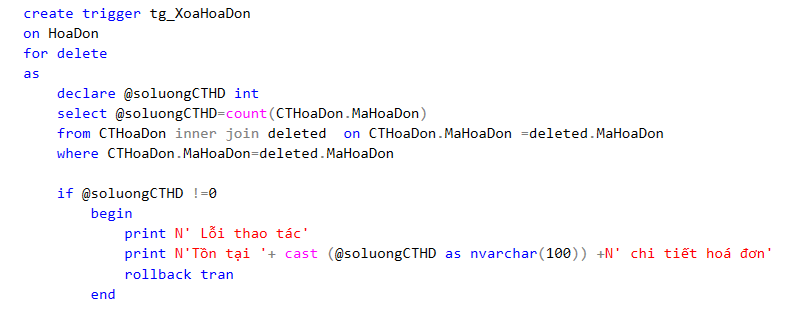 create trigger tg_XoaHoaDon
on HoaDon
for delete
as
    declare @soluongCTHD int
    select @soluongCTHD=count(CTHoaDon.MaHoaDon)
    from CTHoaDon inner join deleted  on CTHoaDon.MaHoaDon =deleted.MaHoaDon
    where CTHoaDon.MaHoaDon=deleted.MaHoaDon

    if @soluongCTHD !=0
        begin
            print N' Lỗi thao tác'
            print N'Tồn tại '+ cast (@soluongCTHD as nvarchar(100)) +N' chi tiết hoá đơn'
            rollback tran
        end